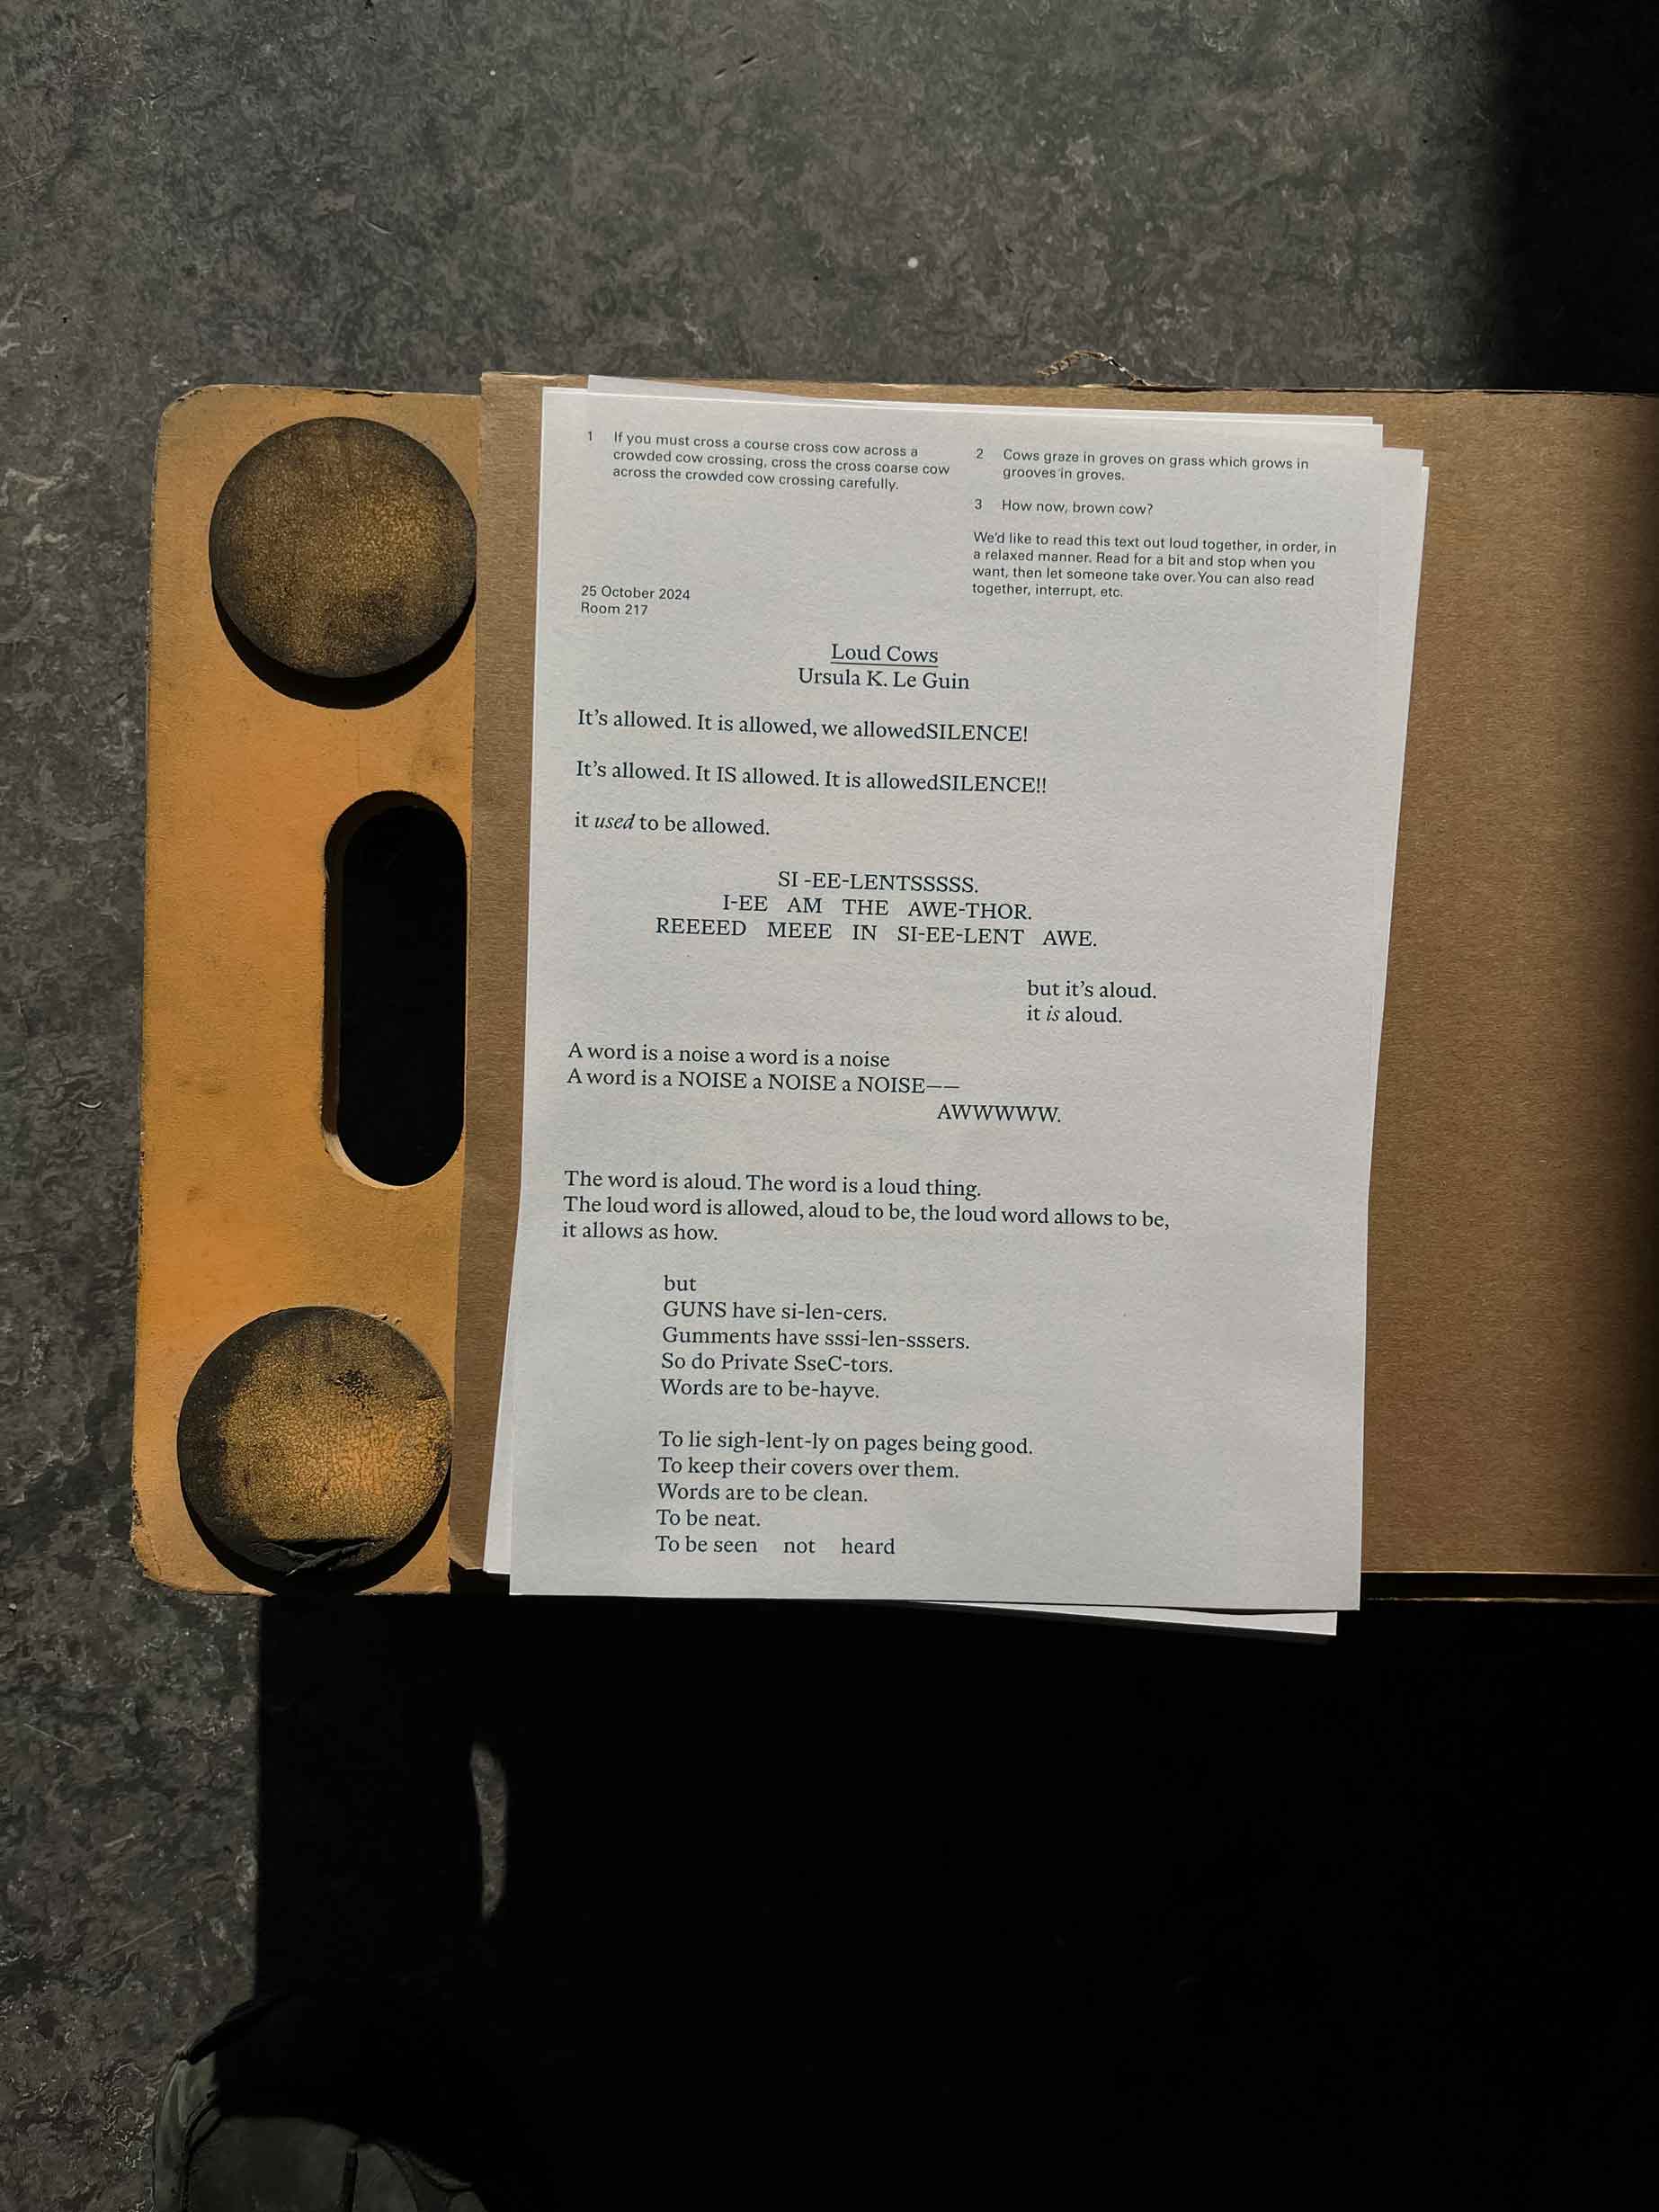 1 If you must cross a course cross cow across a
crowded cow crossing, cross the cross coarse cow
across the crowded cow crossing carefully.
2 Cows graze in groves on grass which grows in
grooves in groves.
3 How now, brown cow?
We'd like to read this text out loud together, in order, in
a relaxed manner. Read for a bit and stop when you
want, then let someone take over. You can also read
together, interrupt, etc.
25 October 2024
Room 217
Loud Cows
Ursula K. Le Guin
It's allowed. It is allowed, we allowedSILENCE!
It's allowed. It IS allowed. It is allowedSILENCE!!
it used to be allowed.
SI -EE-LENTSSSSS.
I-EE AM THE AWE-THOR.
REEEED MEEE IN SI-EE-LENT AWE.
but it's aloud.
it is aloud.
A word is a noise a word is a noise
A word is a NOISE a NOISE a NOISE——
AWWWWW.
The word is aloud. The word is a loud thing.
The loud word is allowed, aloud to be, the loud word allows to be,
it allows as how.
but
GUNS have si-len-cers.
Gumments have sssi-len-sssers.
So do Private SseC-tors.
Words are to be-hayve.
To lie sigh-lent-ly on pages being good.
To keep their covers over them.
Words are to be clean.
To be neat.
To be seen not heard